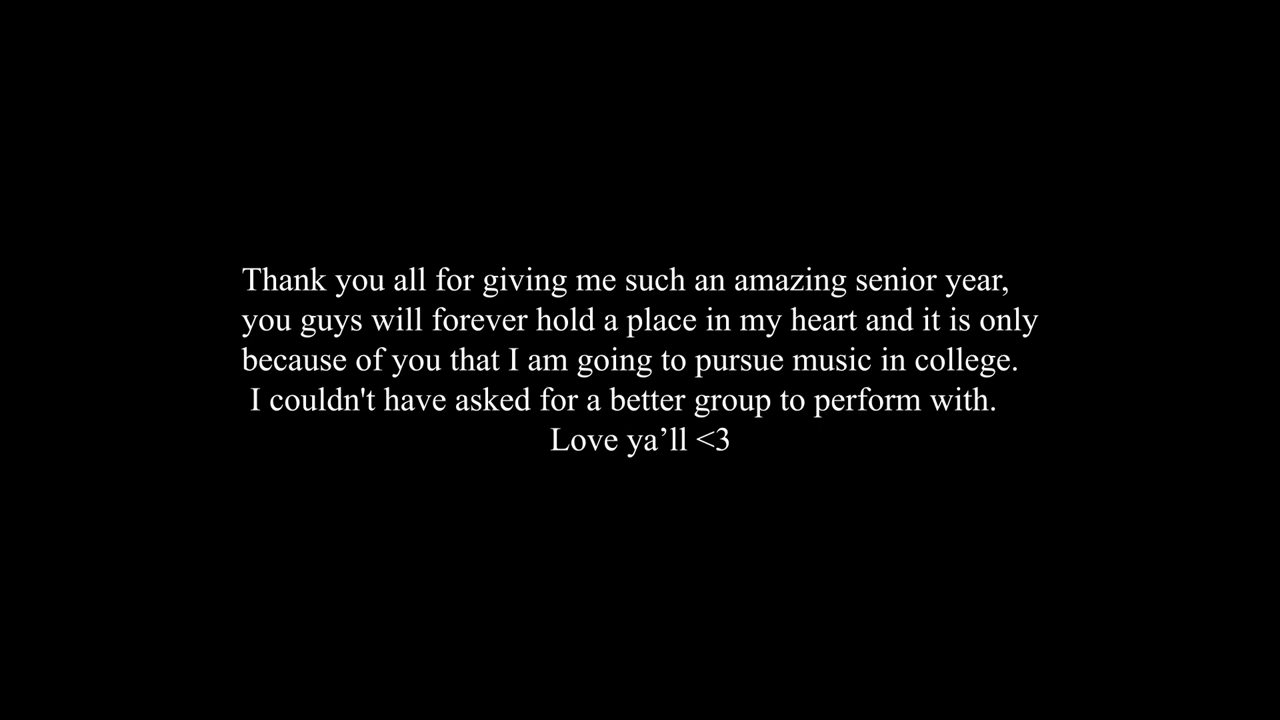 Thank you all for giving me such an amazing senior year,
you guys will forever hold a place in my heart and it is only
because of you that I am going to pursue music in college.
I couldn't have asked for a better group to perform with.
Love ya’ll <3